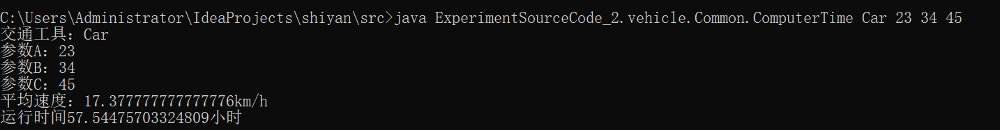 C:\Users\Administrator\IdeaProjects\shiyan\src>java ExperimentSourceCode_2.vehicle.Common.ComputerTime Car 23 34 45
交通工具：Car
参数A：23
参数B：34
参数C：45
平均速度：17.377777777777776km/h
运行时间57.54475703324809小时